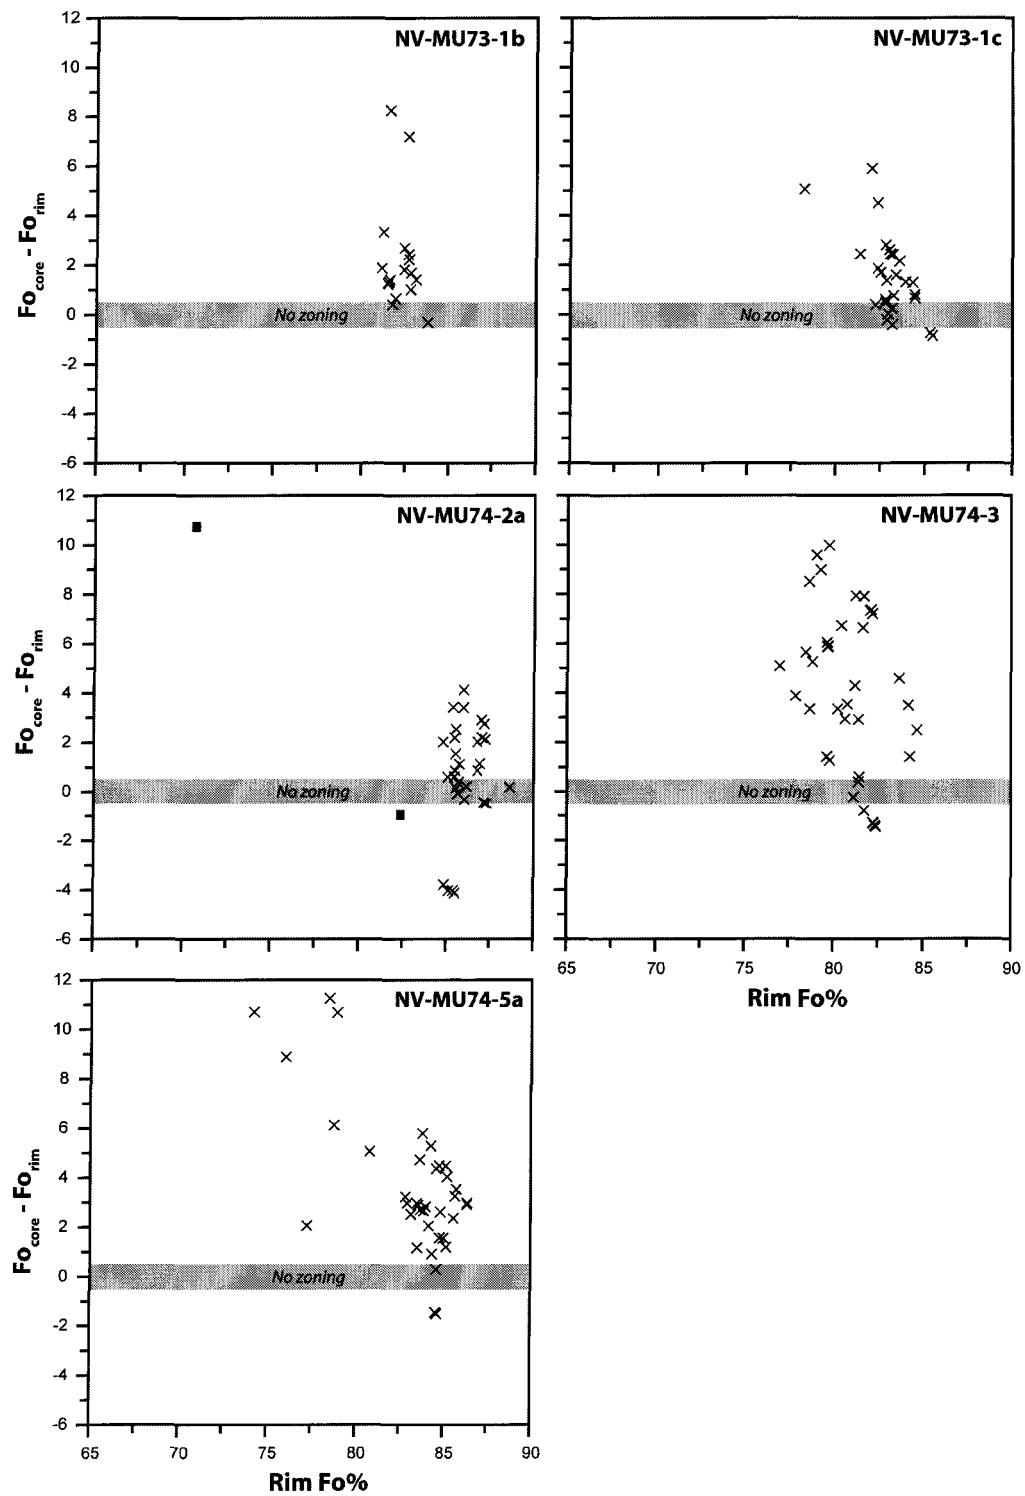 NV-MU73-1b
12
10
8
6
4
2
0
-2
-4
-6
Fo core - Fo rim
No zoning
NV-MU73-1c
No zoning
NV-MU74-2a
12
10
8
6
4
2
0
-2
-4
-6
Fo core - Fo rim
No zoning
NV-MU74-3
No zoning
65 70 75 80 85 90
Rim Fo%
NV-MU74-5a
12
10
8
6
4
2
0
-2
-4
-6
Fo core - Fo rim
No zoning
65 70 75 80 85 90
Rim Fo%